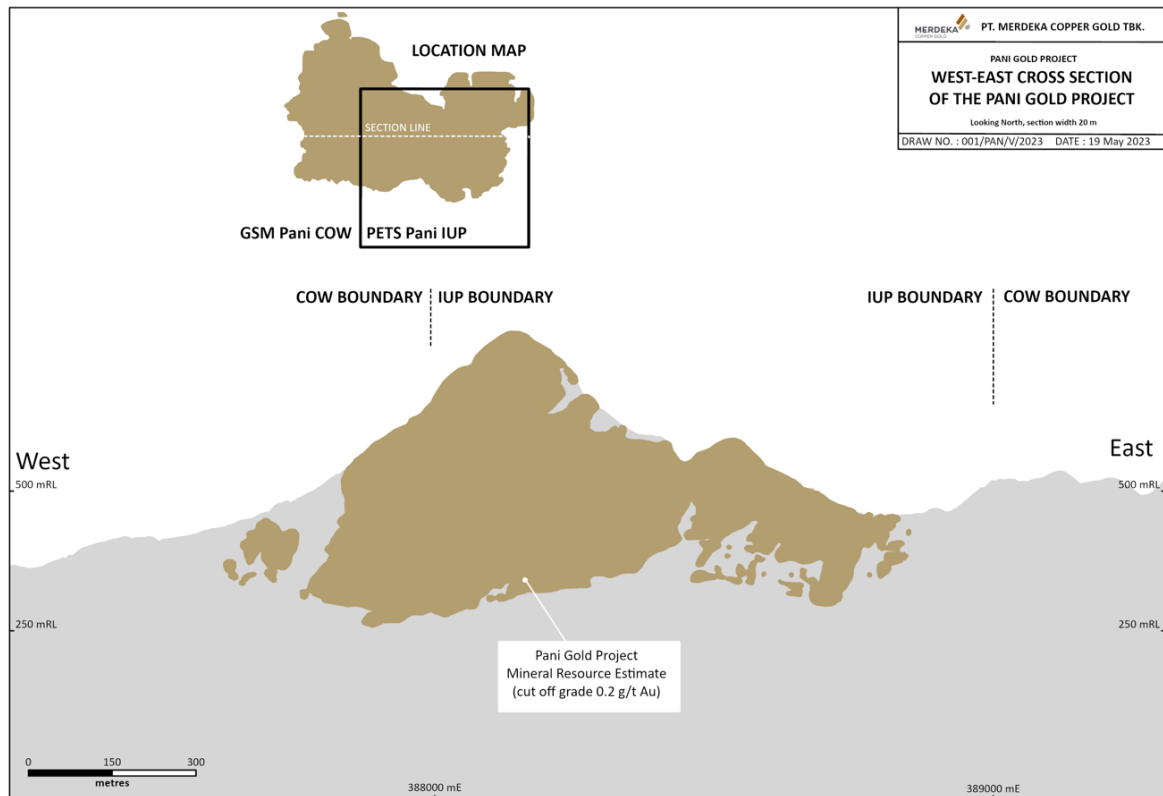 LOCATION MAP
SECTION LINE
GSM Pani COW
PETS Pani IUP
MERDEKA
COPPER GOLD
PT. MERDEKA COPPER GOLD TBK.
PANI GOLD PROJECT
WEST-EAST CROSS SECTION
OF THE PANI GOLD PROJECT
Looking North, section width 20 m
DRAW NO. : 001/PAN/V/2023 DATE : 19 May 2023
COW BOUNDARY
IUP BOUNDARY
IUP BOUNDARY
COW BOUNDARY
West
East
500 mRL
500 mRL
250 mRL
250 mRL
Pani Gold Project
Mineral Resource Estimate
(cut off grade 0.2 g/t Au)
0 150 300
metres
388000 mE
389000 mE